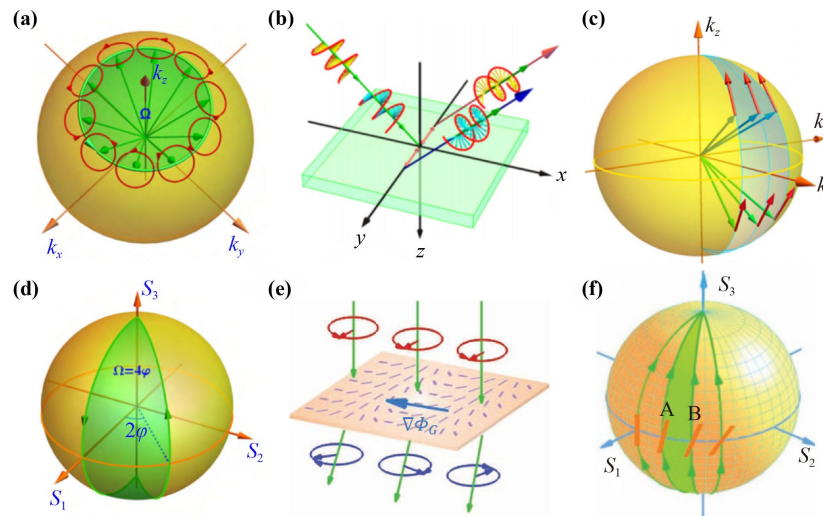 (a)
k_z
Ω
k_x
k_y
(b)
x
y
z
(c)
k_z
k
k
(d)
S_3
Ω=4φ
2φ
S_2
S_1
(e)
∇Φ_G
(f)
S_3
A
B
S_1
S_2